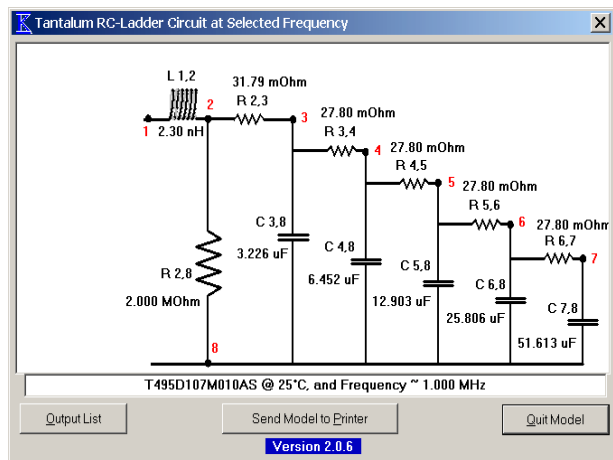 Tantalum RC-Ladder Circuit at Selected Frequency
L 1,2
1
2.30 nH
2
31.79 mOhm
R 2,3
3
27.80 mOhm
R 3,4
4
27.80 mOhm
R 4,5
5
27.80 mOhm
R 5,6
6
27.80 mOhm
R 6,7
7
R 2,8
2.000 MOhm
C 3,8
3.226 uF
C 4,8
6.452 uF
C 5,8
12.903 uF
C 6,8
25.806 uF
C 7,8
51.613 uF
8
T495D107M010AS @ 25°C, and Frequency ~ 1.000 MHz
Output List
Send Model to Printer
Quit Model
Version 2.0.6